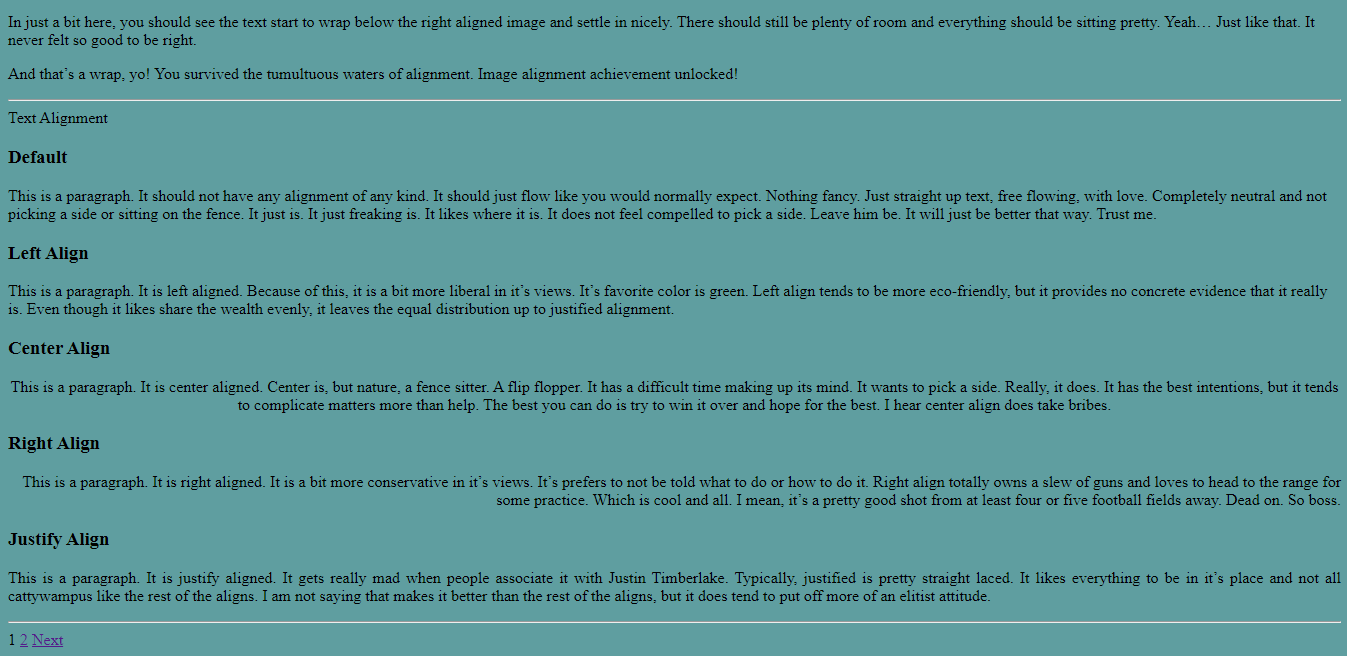 In just a bit here, you should see the text start to wrap below the right aligned image and settle in nicely. There should still be plenty of room and everything should be sitting pretty. Yeah… Just like that. It
never felt so good to be right.
And that’s a wrap, yo! You survived the tumultuous waters of alignment. Image alignment achievement unlocked!
Text Alignment
Default
This is a paragraph. It should not have any alignment of any kind. It should just flow like you would normally expect. Nothing fancy. Just straight up text, free flowing, with love. Completely neutral and not
picking a side or sitting on the fence. It just is. It just freaking is. It likes where it is. It does not feel compelled to pick a side. Leave him be. It will just be better that way. Trust me.
Left Align
This is a paragraph. It is left aligned. Because of this, it is a bit more liberal in it’s views. It’s favorite color is green. Left align tends to be more eco-friendly, but it provides no concrete evidence that it really
is. Even though it likes share the wealth evenly, it leaves the equal distribution up to justified alignment.
Center Align
This is a paragraph. It is center aligned. Center is, but nature, a fence sitter. A flip flopper. It has a difficult time making up its mind. It wants to pick a side. Really, it does. It has the best intentions, but it tends
to complicate matters more than help. The best you can do is try to win it over and hope for the best. I hear center align does take bribes.
Right Align
This is a paragraph. It is right aligned. It is a bit more conservative in it’s views. It’s prefers to not be told what to do or how to do it. Right align totally owns a slew of guns and loves to head to the range for
some practice. Which is cool and all. I mean, it’s a pretty good shot from at least four or five football fields away. Dead on. So boss.
Justify Align
This is a paragraph. It is justify aligned. It gets really mad when people associate it with Justin Timberlake. Typically, justified is pretty straight laced. It likes everything to be in it’s place and not all
cattywampus like the rest of the aligns. I am not saying that makes it better than the rest of the aligns, but it does tend to put off more of an elitist attitude.
1 2 Next